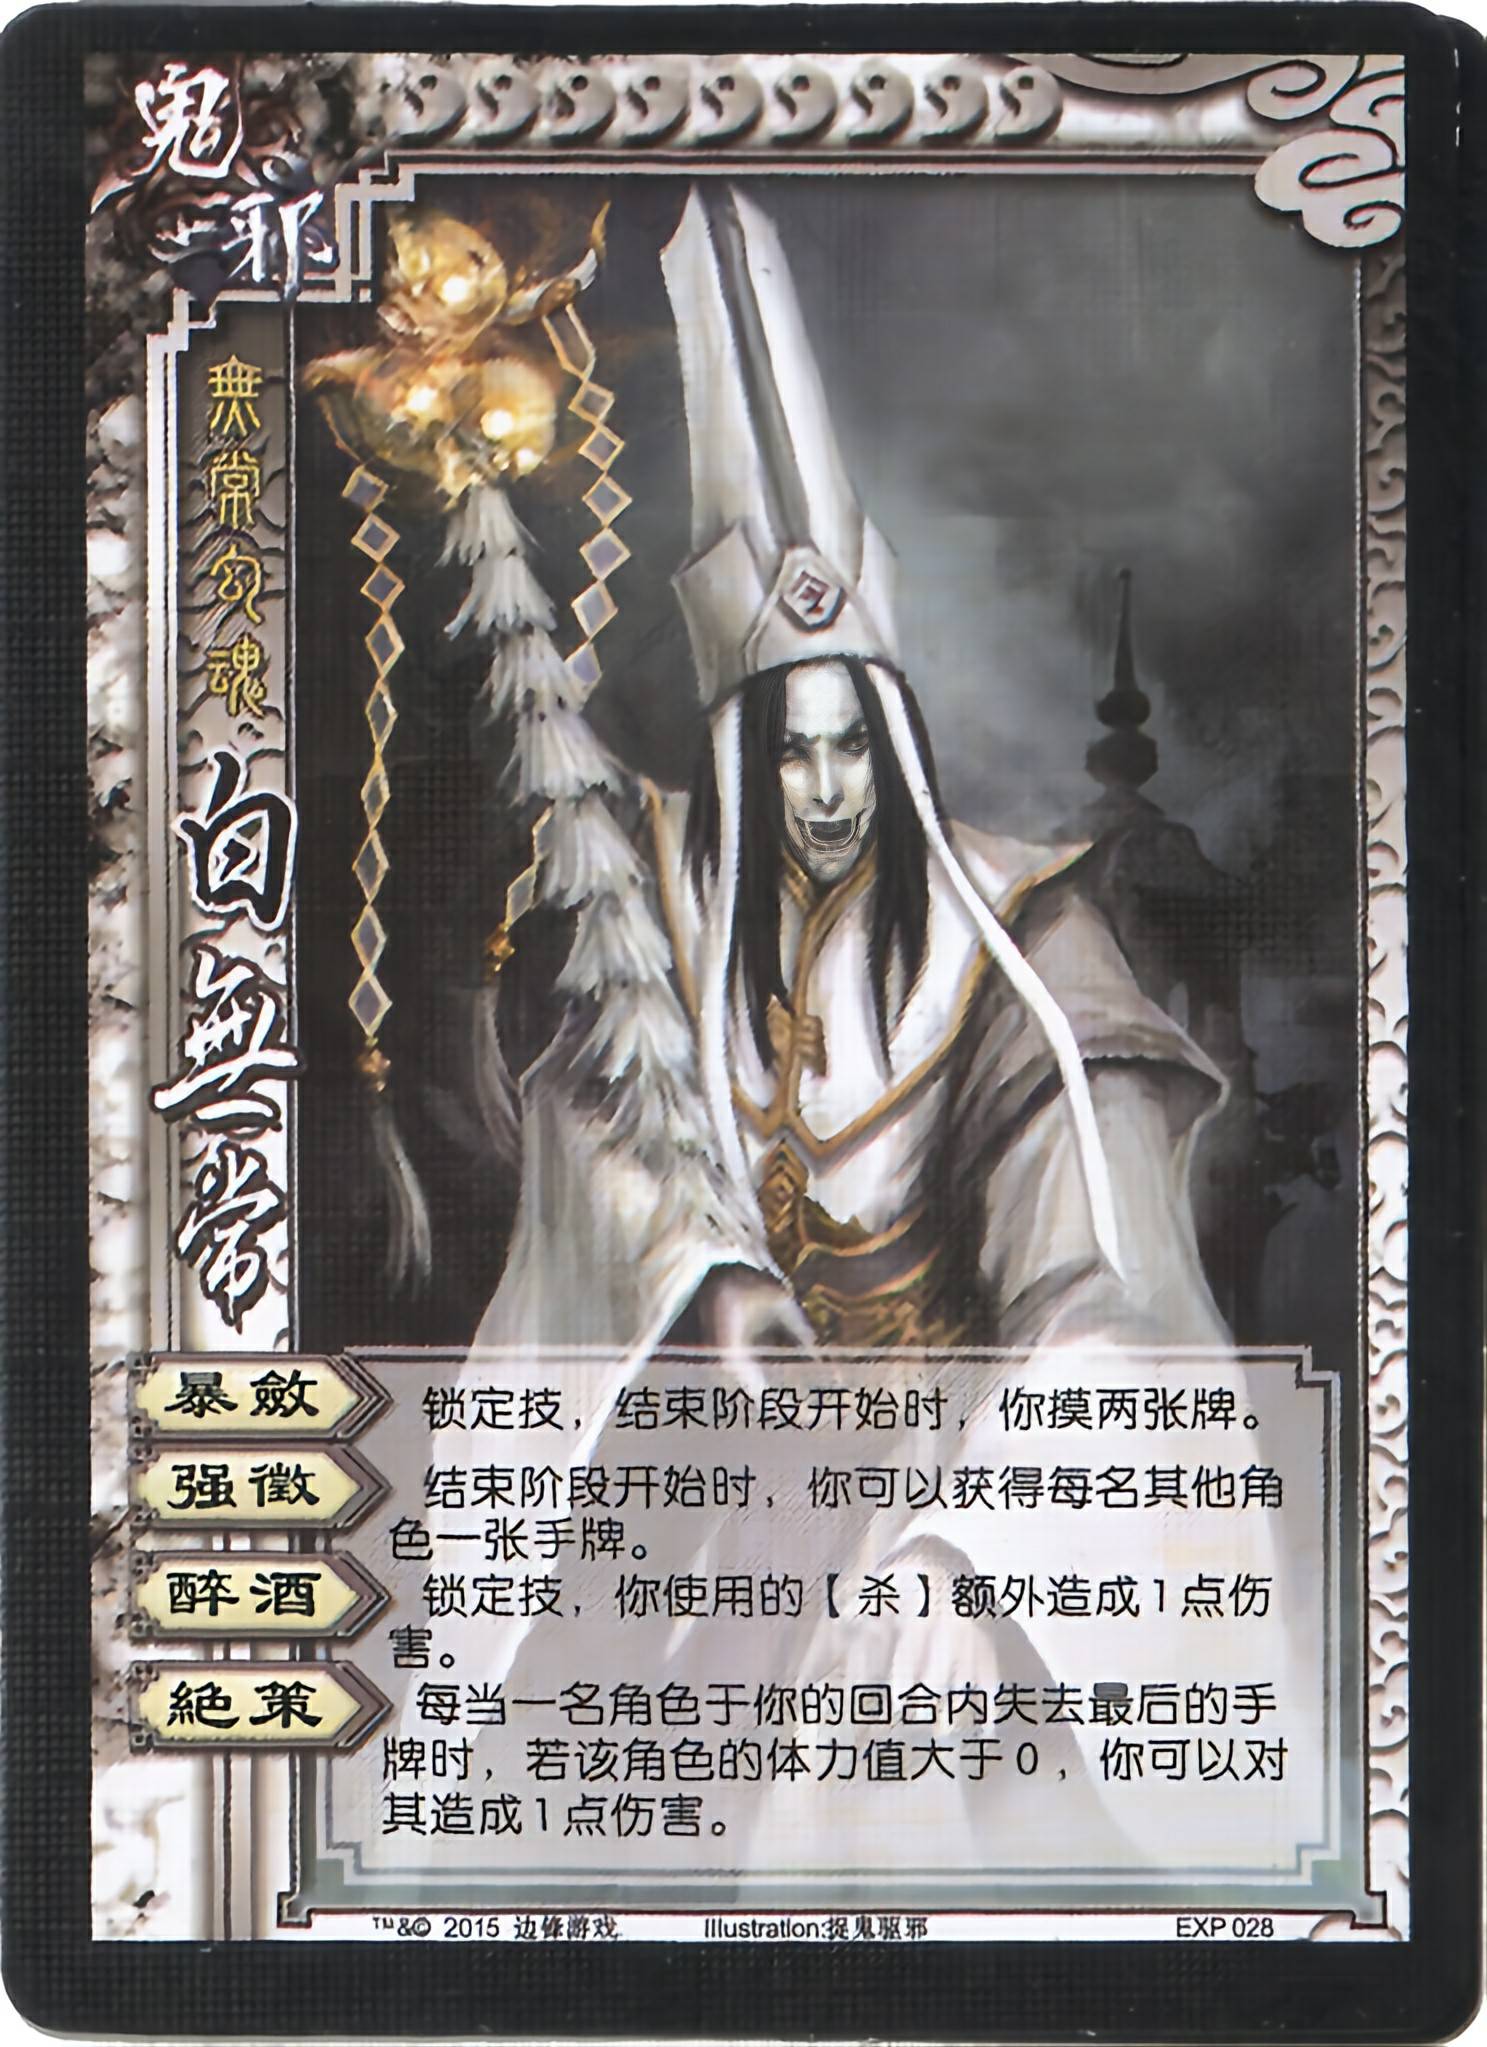 鬼
邪
無常勾魂
白無常
暴斂
锁定技，结束阶段开始时，你摸两张牌。
强徵
结束阶段开始时，你可以获得每名其他角
色一张手牌。
醉酒
锁定技，你使用的【杀】额外造成1点伤
害。
絕策
每当一名角色于你的回合内失去最后的手
牌时，若该角色的体力值大于0，你可以对
其造成1点伤害。
™&© 2015 边锋游戏 Illustration:捉鬼驱邪 EXP 028